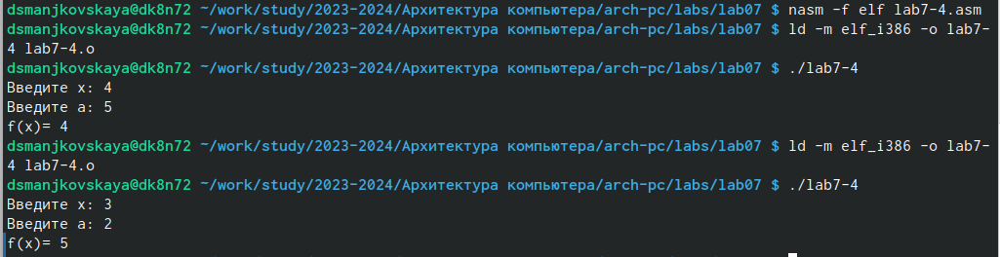 dsmanjkovskaya@dk8n72 ~/work/study/2023-2024/Архитектура компьютера/arch-pc/labs/lab07 $ nasm -f elf lab7-4.asm
dsmanjkovskaya@dk8n72 ~/work/study/2023-2024/Архитектура компьютера/arch-pc/labs/lab07 $ ld -m elf_i386 -o lab7-
4 lab7-4.o
dsmanjkovskaya@dk8n72 ~/work/study/2023-2024/Архитектура компьютера/arch-pc/labs/lab07 $ ./lab7-4
Введите x: 4
Введите a: 5
f(x)= 4
dsmanjkovskaya@dk8n72 ~/work/study/2023-2024/Архитектура компьютера/arch-pc/labs/lab07 $ ld -m elf_i386 -o lab7-
4 lab7-4.o
dsmanjkovskaya@dk8n72 ~/work/study/2023-2024/Архитектура компьютера/arch-pc/labs/lab07 $ ./lab7-4
Введите x: 3
Введите a: 2
f(x)= 5